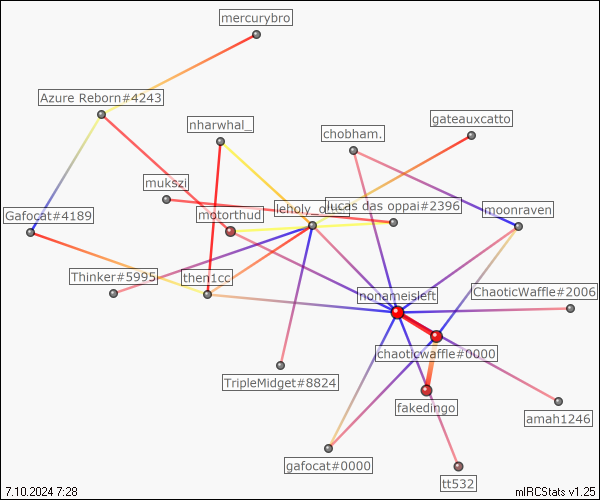 mercurybro
Azure Reborn#4243
nharwhal_
chobham.
gateauxcatto
mukszi
Gafocat#4189
motorthud
lucas das oppai#2396
moonraven
Thinker#5995
then1cc
nonameisleft
ChaoticWaffle#2006
chaoticwaffle#0000
TripleMidget#8824
fakedingo
amah1246
gafocat#0000
tt532
7.10.2024 7:28
mIRCStats v1.25